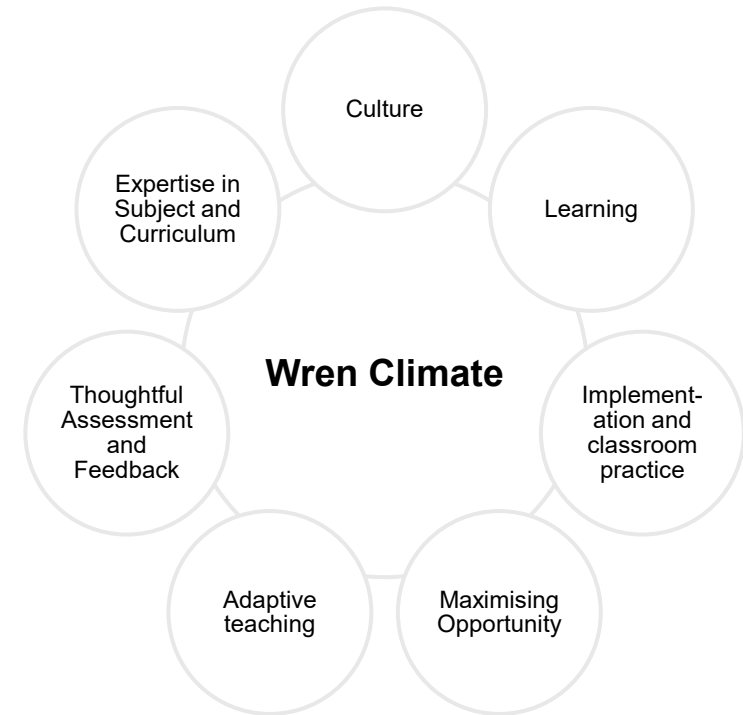 Culture
Learning
Implement-
ation and
classroom
practice
Maximising
Opportunity
Adaptive
teaching
Thoughtful
Assessment
and
Feedback
Expertise in
Subject and
Curriculum
Wren Climate